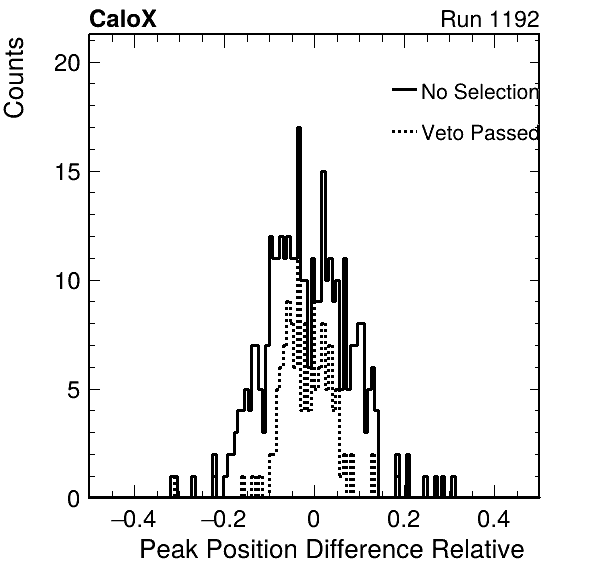 CaloX
Run 1192
Counts
20
15
10
5
0
No Selection
Veto Passed
−0.4
−0.2
0
0.2
0.4
Peak Position Difference Relative